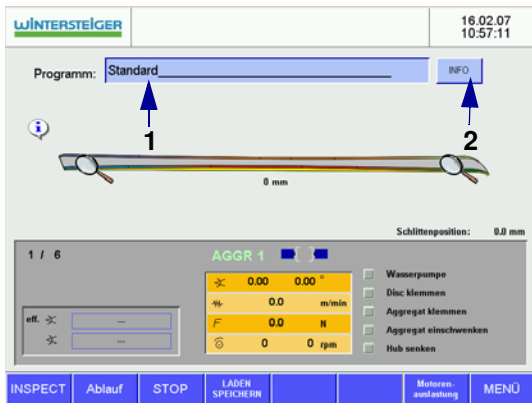 WINTERSTEIGER
16.02.07
10:57:11
Programm: Standard
INFO
1
2
0 mm
Schlittenposition: 0.0 mm
1 / 6
AGGR 1
0.00 0.00 °
0.0 m/min
F 0.0 N
0 0 rpm
eff. ---
---
Wasserpumpe
Disc klemmen
Aggregat klemmen
Aggregat einschwenken
Hub senken
INSPECT
Ablauf
STOP
LADEN
SPEICHERN
Motoren-
auslastung
MENÜ